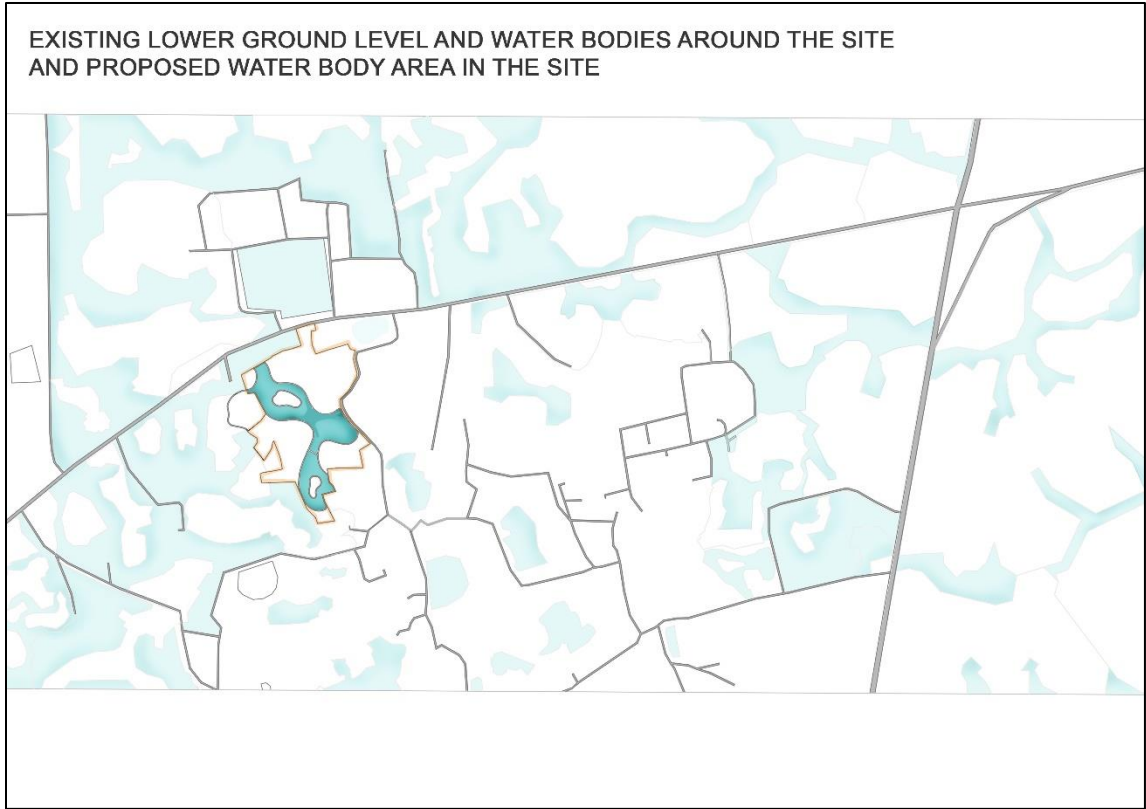 EXISTING LOWER GROUND LEVEL AND WATER BODIES AROUND THE SITE
AND PROPOSED WATER BODY AREA IN THE SITE